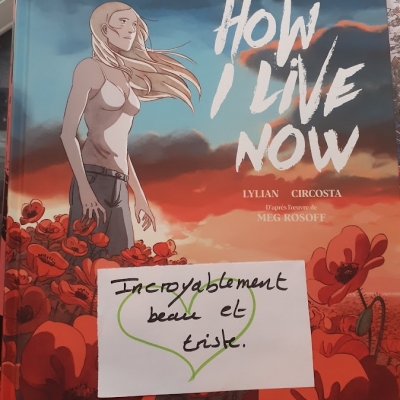 HOW
I LIVE
NOW
LYLIAN CIRCOSTA
D'après l'œuvre de
MEG ROSOFF
Incroyablement
beau et
triste.